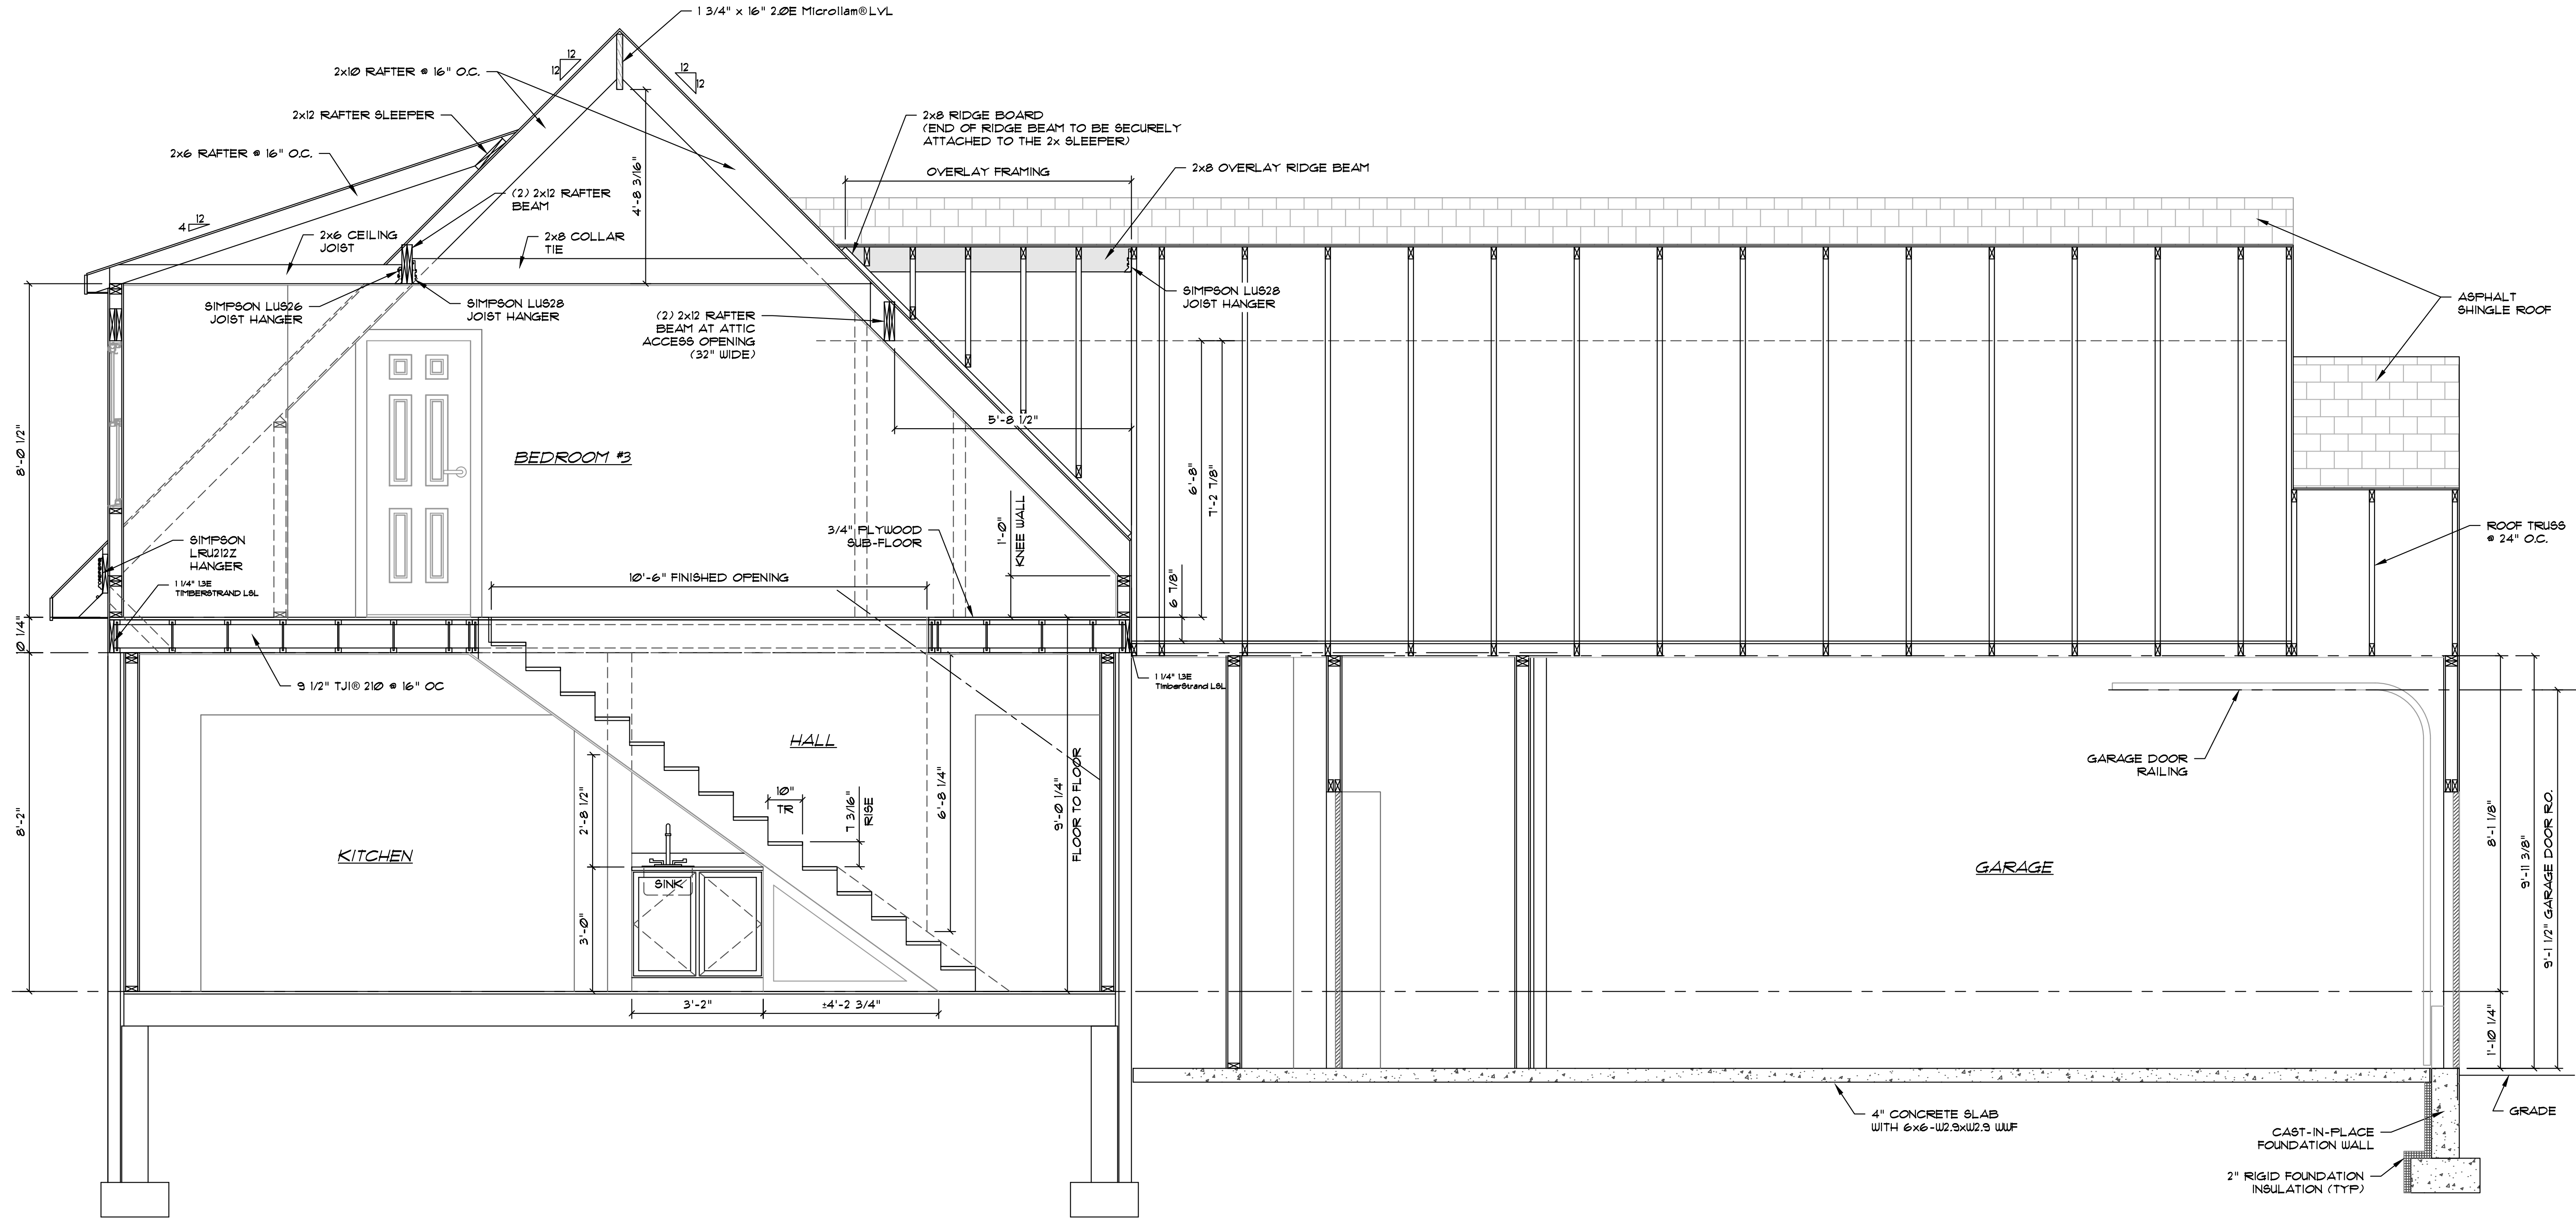 1 3/4" x 16" 2.0E Microllam® LVL
12
12
12
12
2x10 RAFTER @ 16" O.C.
2x12 RAFTER SLEEPER
2x6 RAFTER @ 16" O.C.
2x8 RIDGE BOARD
(END OF RIDGE BEAM TO BE SECURELY
ATTACHED TO THE 2x SLEEPER)
OVERLAY FRAMING
2x8 OVERLAY RIDGE BEAM
4'-8 3/16"
(2) 2x12 RAFTER
BEAM
12
4
2x6 CEILING
JOIST
2x8 COLLAR
TIE
SIMPSON LUS26
JOIST HANGER
SIMPSON LUS28
JOIST HANGER
SIMPSON LUS28
JOIST HANGER
ASPHALT
SHINGLE ROOF
(2) 2x12 RAFTER
BEAM AT ATTIC
ACCESS OPENING
(32" WIDE)
5'-8 1/2"
8'-0 1/2"
BEDROOM #3
6'-8"
7'-2 7/8"
1'-0"
KNEE WALL
3/4" PLYWOOD
SUB-FLOOR
ROOF TRUSS
@ 24" O.C.
SIMPSON
LRU212Z
HANGER
1 1/4" 1.3E
TIMBERSTRAND LSL
10'-6" FINISHED OPENING
6 7/8"
0 1/4"
9 1/2" TJI® 210 @ 16" OC
1 1/4" 1.3E
TimberStrand LSL
HALL
GARAGE DOOR
RAILING
8'-2"
KITCHEN
2'-8 1/2"
10"
TR
7 3/16"
RISE
6'-8 1/4"
9'-0 1/4"
FLOOR TO FLOOR
GARAGE
8'-1 1/8"
9'-11 3/8"
9'-1 1/2" GARAGE DOOR R.O.
SINK
3'-0"
3'-2"
±4'-2 3/4"
1'-10 1/4"
4" CONCRETE SLAB
WITH 6x6-W2.9xW2.9 WWF
GRADE
CAST-IN-PLACE
FOUNDATION WALL
2" RIGID FOUNDATION
INSULATION (TYP)